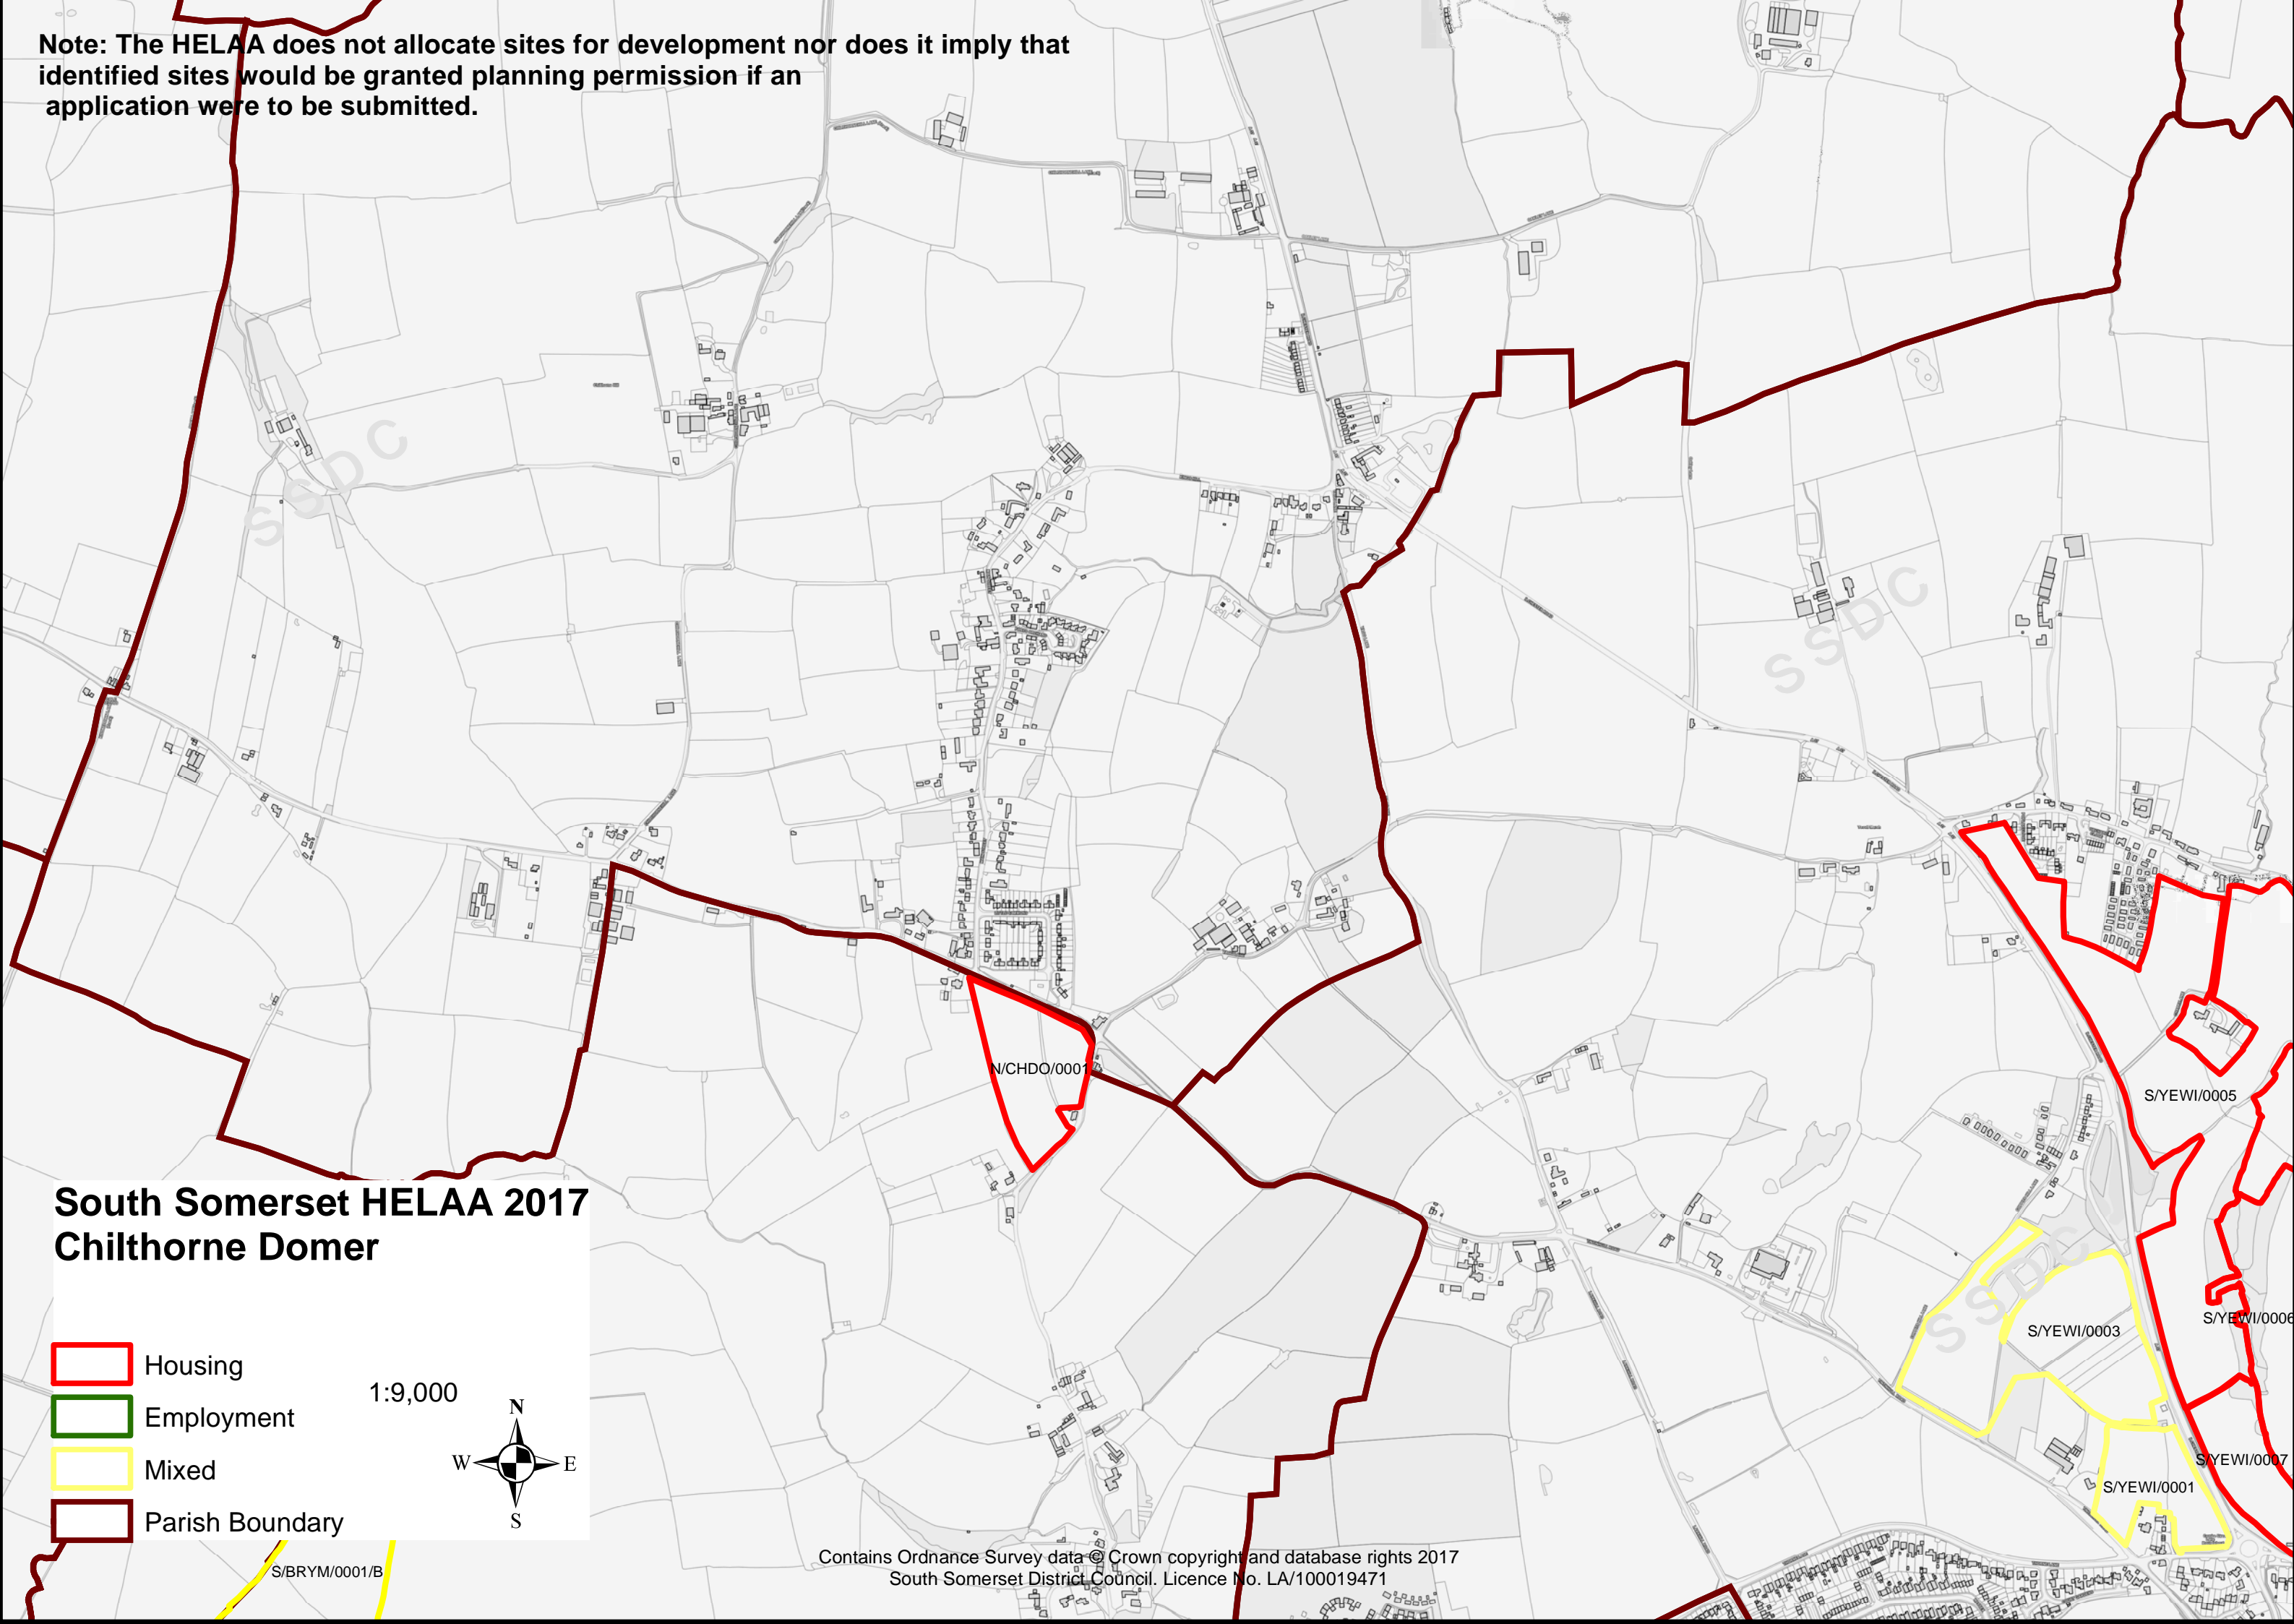 Note: The HELAA does not allocate sites for development nor does it imply that
identified sites would be granted planning permission if an
application were to be submitted.
SSDC
SSDC
N/CHDO/0001
S/YEWI/0005
SSDC
S/YEWI/0003
S/YEWI/0006
S/YEWI/0007
S/YEWI/0001
South Somerset HELAA 2017
Chilthorne Domer
Housing
Employment
Mixed
Parish Boundary
1:9,000
N
W
E
S
S/BRYM/0001/B
Contains Ordnance Survey data © Crown copyright and database rights 2017
South Somerset District Council. Licence No. LA/100019471